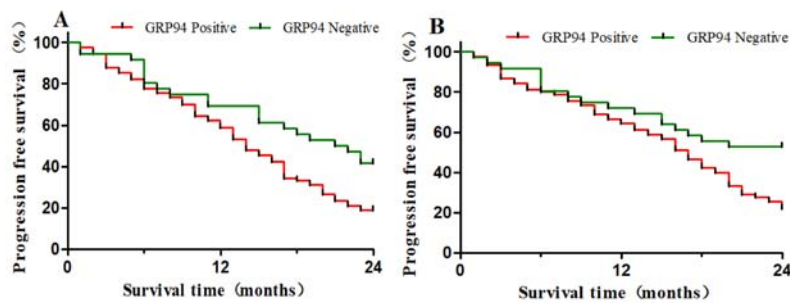 A
GRP94 Positive GRP94 Negative
Progression free survival (%)
100
80
60
40
20
0
0 12 24
Survival time (months)
B
GRP94 Positive GRP94 Negative
Progression free survival (%)
100
80
60
40
20
0
0 12 24
Survival time (months)